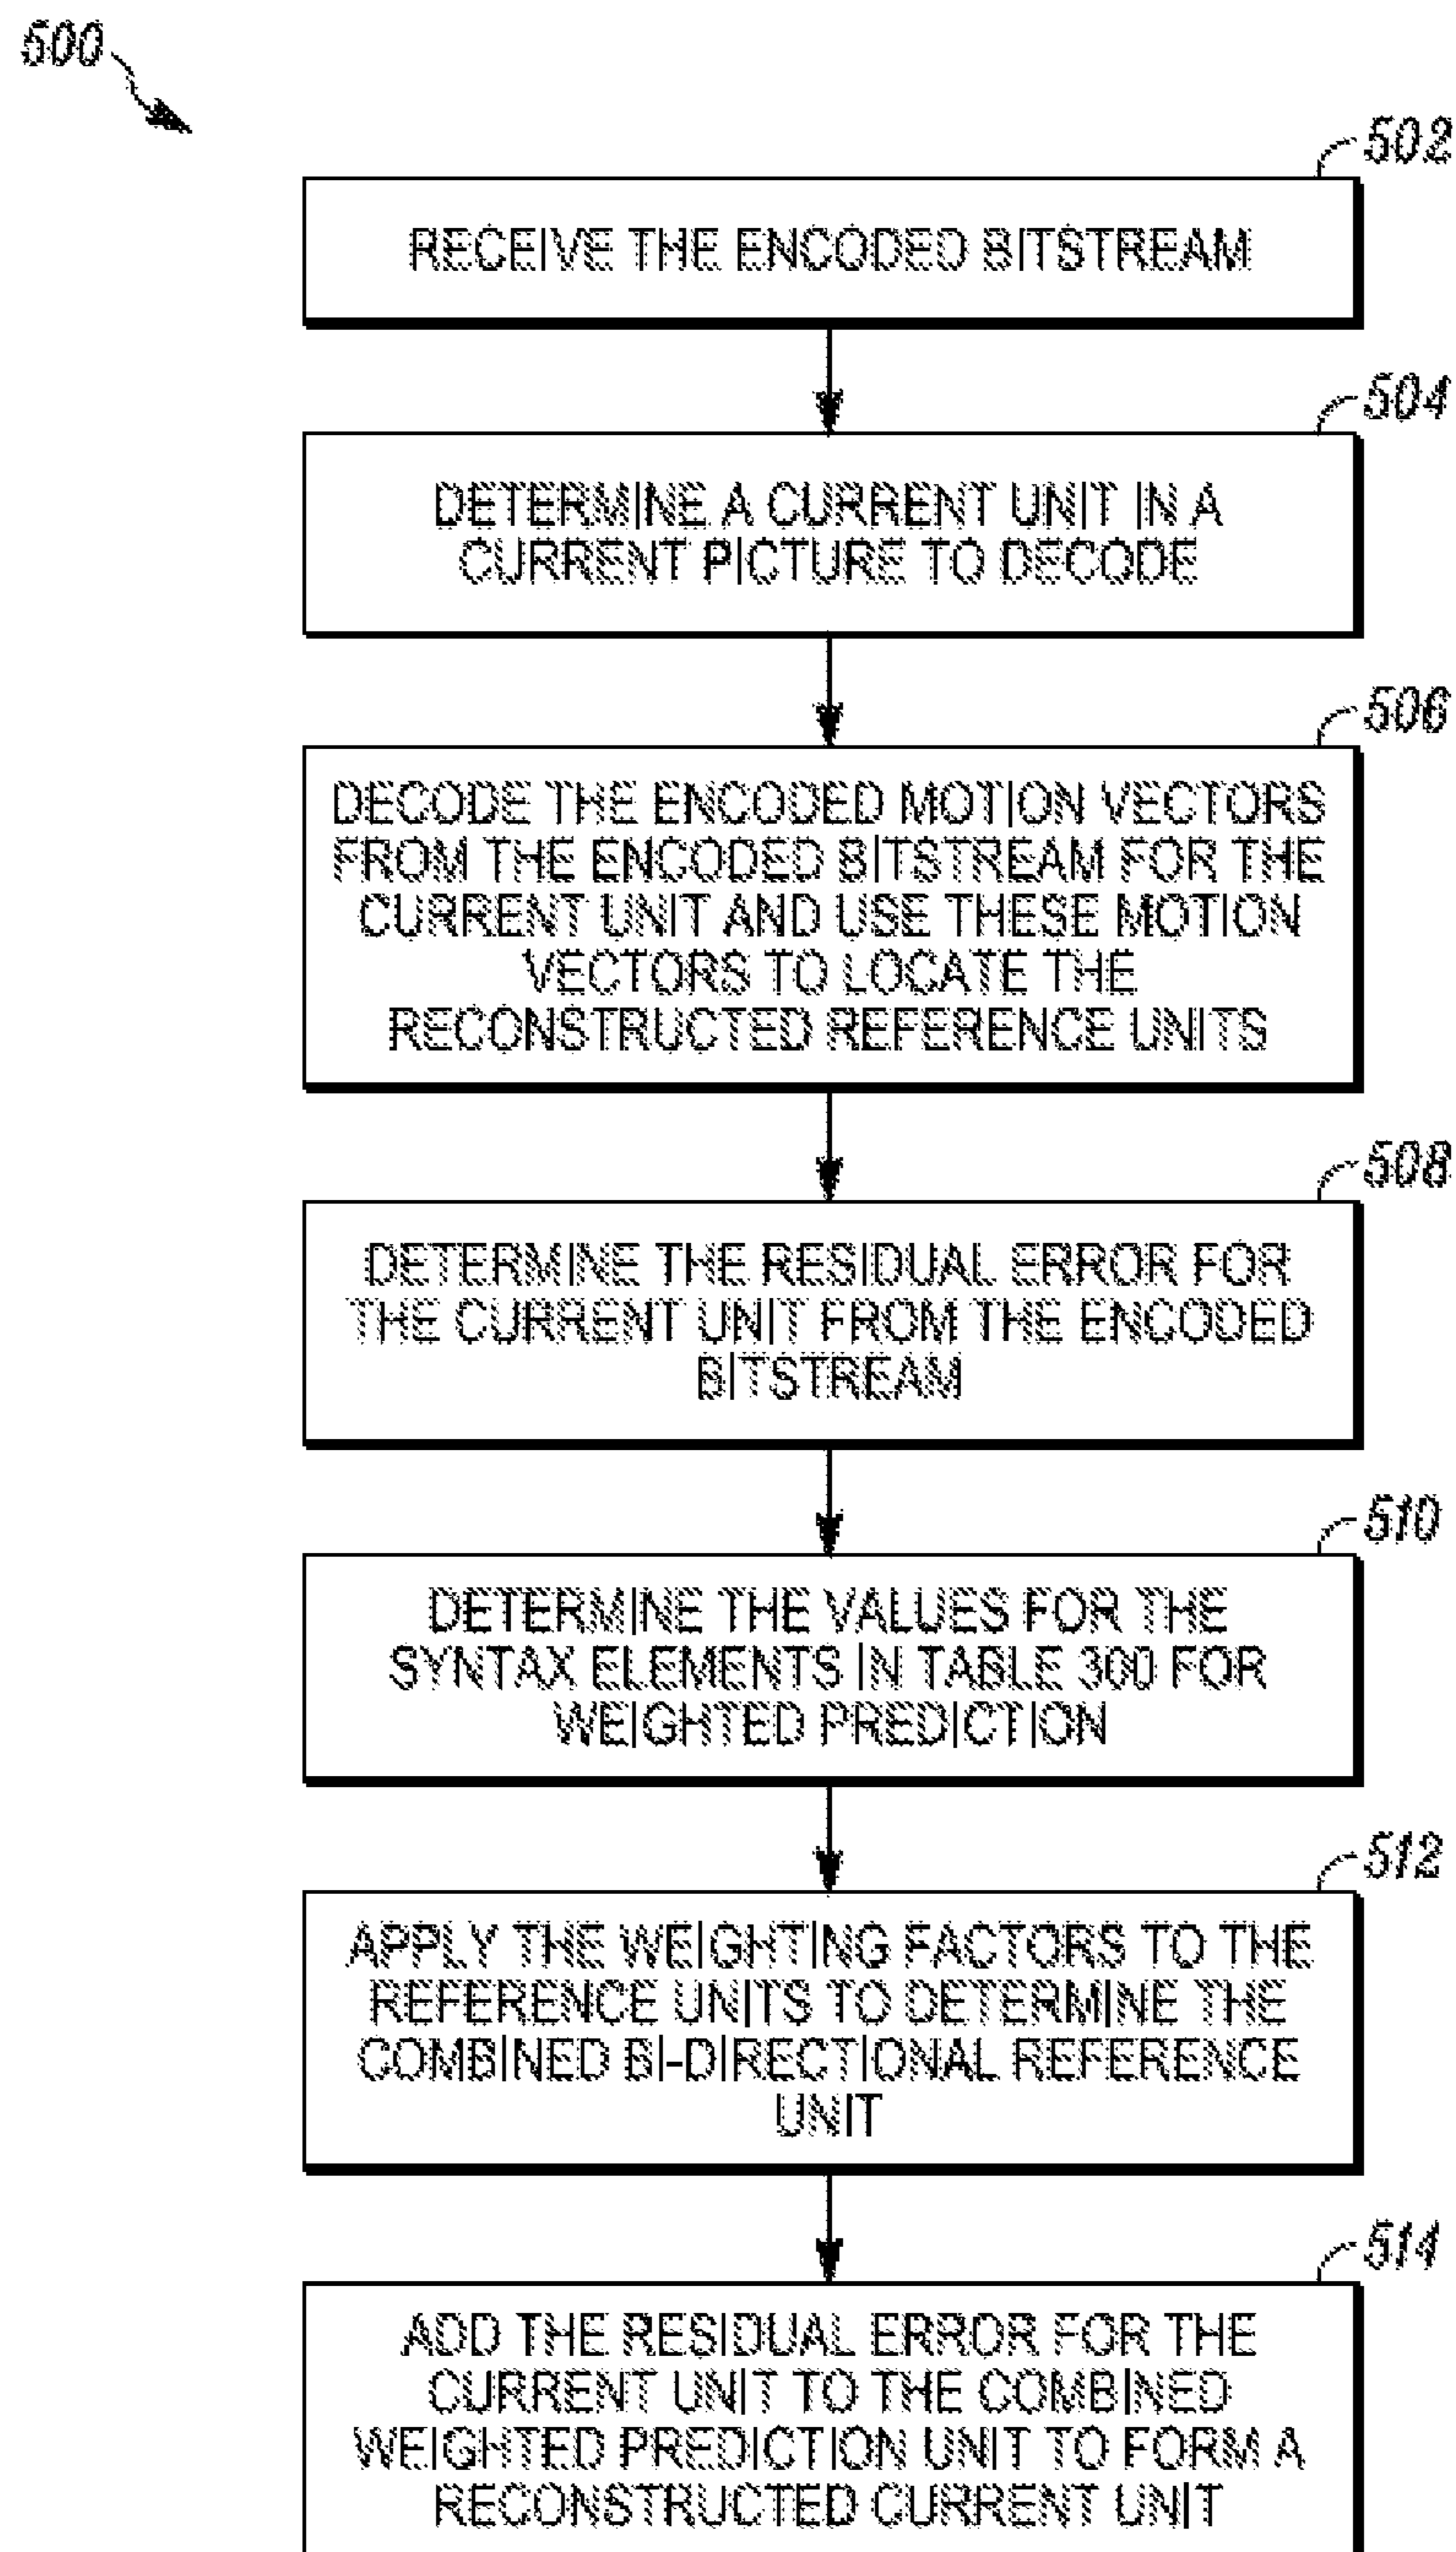 500
502
RECEIVE THE ENCODED BITSTREAM
504
DETERMINE A CURRENT UNIT IN A
CURRENT PICTURE TO DECODE
506
DECODE THE ENCODED MOTION VECTORS
FROM THE ENCODED BITSTREAM FOR THE
CURRENT UNIT AND USE THESE MOTION
VECTORS TO LOCATE THE
RECONSTRUCTED REFERENCE UNITS
508
DETERMINE THE RESIDUAL ERROR FOR
THE CURRENT UNIT FROM THE ENCODED
BITSTREAM
510
DETERMINE THE VALUES FOR THE
SYNTAX ELEMENTS IN TABLE 300 FOR
WEIGHTED PREDICTION
512
APPLY THE WEIGHTING FACTORS TO THE
REFERENCE UNITS TO DETERMINE THE
COMBINED BI-DIRECTIONAL REFERENCE
UNIT
514
ADD THE RESIDUAL ERROR FOR THE
CURRENT UNIT TO THE COMBINED
WEIGHTED PREDICTION UNIT TO FORM A
RECONSTRUCTED CURRENT UNIT